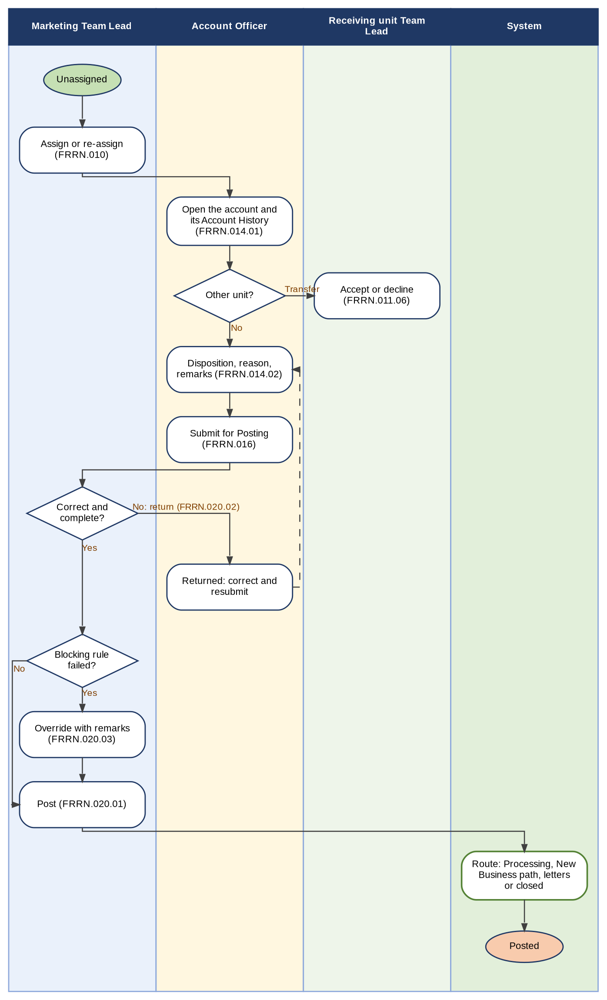 Marketing Team Lead
Account Officer
Receiving unit Team
Lead
System
Unassigned
Assign or re-assign
(FRRN.010)
Open the account and
its Account History
(FRRN.014.01)
Other unit?
Transfer
Accept or decline
(FRRN.011.06)
No
Disposition, reason,
remarks (FRRN.014.02)
Submit for Posting
(FRRN.016)
Correct and
complete?
No: return (FRRN.020.02)
Yes
Returned: correct and
resubmit
Blocking rule
failed?
No
Yes
Override with remarks
(FRRN.020.03)
Post (FRRN.020.01)
Route: Processing, New
Business path, letters
or closed
Posted